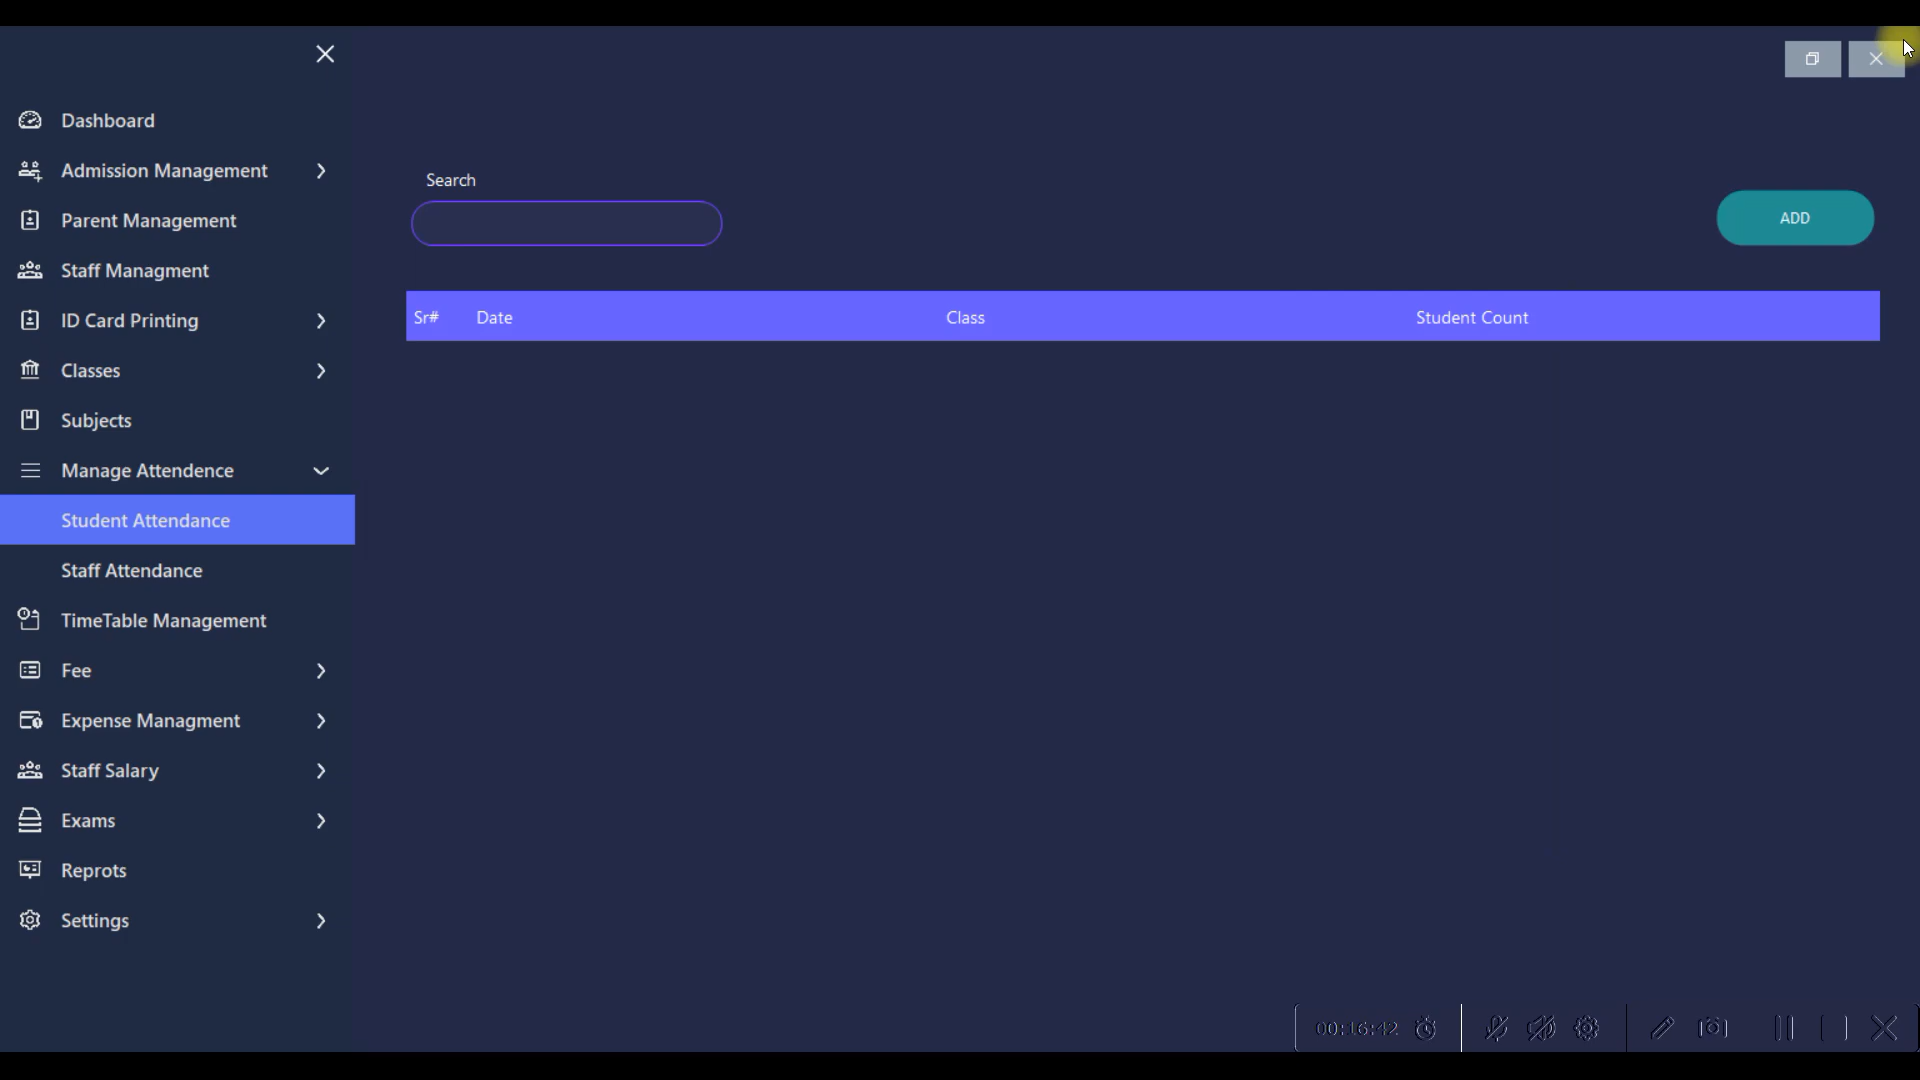 Dashboard
Admission Management
Parent Management
Staff Managment
ID Card Printing
Classes
Subjects
Manage Attendence
Student Attendance
Staff Attendance
TimeTable Management
Fee
Expense Managment
Staff Salary
Exams
Reprots
Settings
Search
ADD
Sr# Date Class Student Count
00:16:42